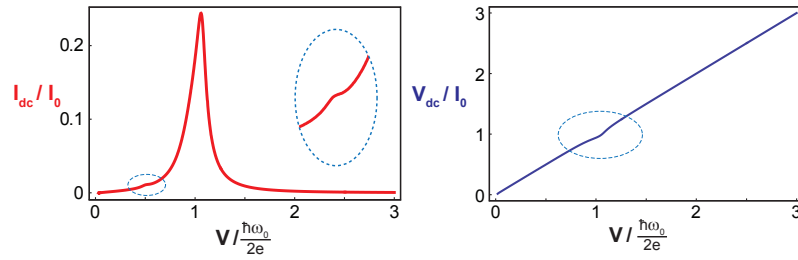 0.2
I_dc / I_0
0.1
0
0 1 2 3
V / ħω_0
2e
3
V_dc / I_0
2
1
0
0 1 2 3
V / ħω_0
2e